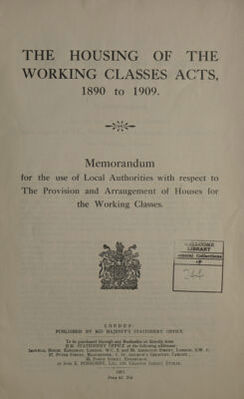 THE HOUSING OF THE
WORKING CLASSES ACTS,
1890 to 1909.
Memorandum
for the use of Local Authorities with respect to
The Provision and Arrangement of Houses for
the Working Classes.
WELLCOME
LIBRARY
General Collections
LONDON:
PUBLISHED BY HIS MAJESTY'S STATIONERY OFFICE.
To be purchased through any Bookseller or directly from
H.M. STATIONERY OFFICE at the following addresses: